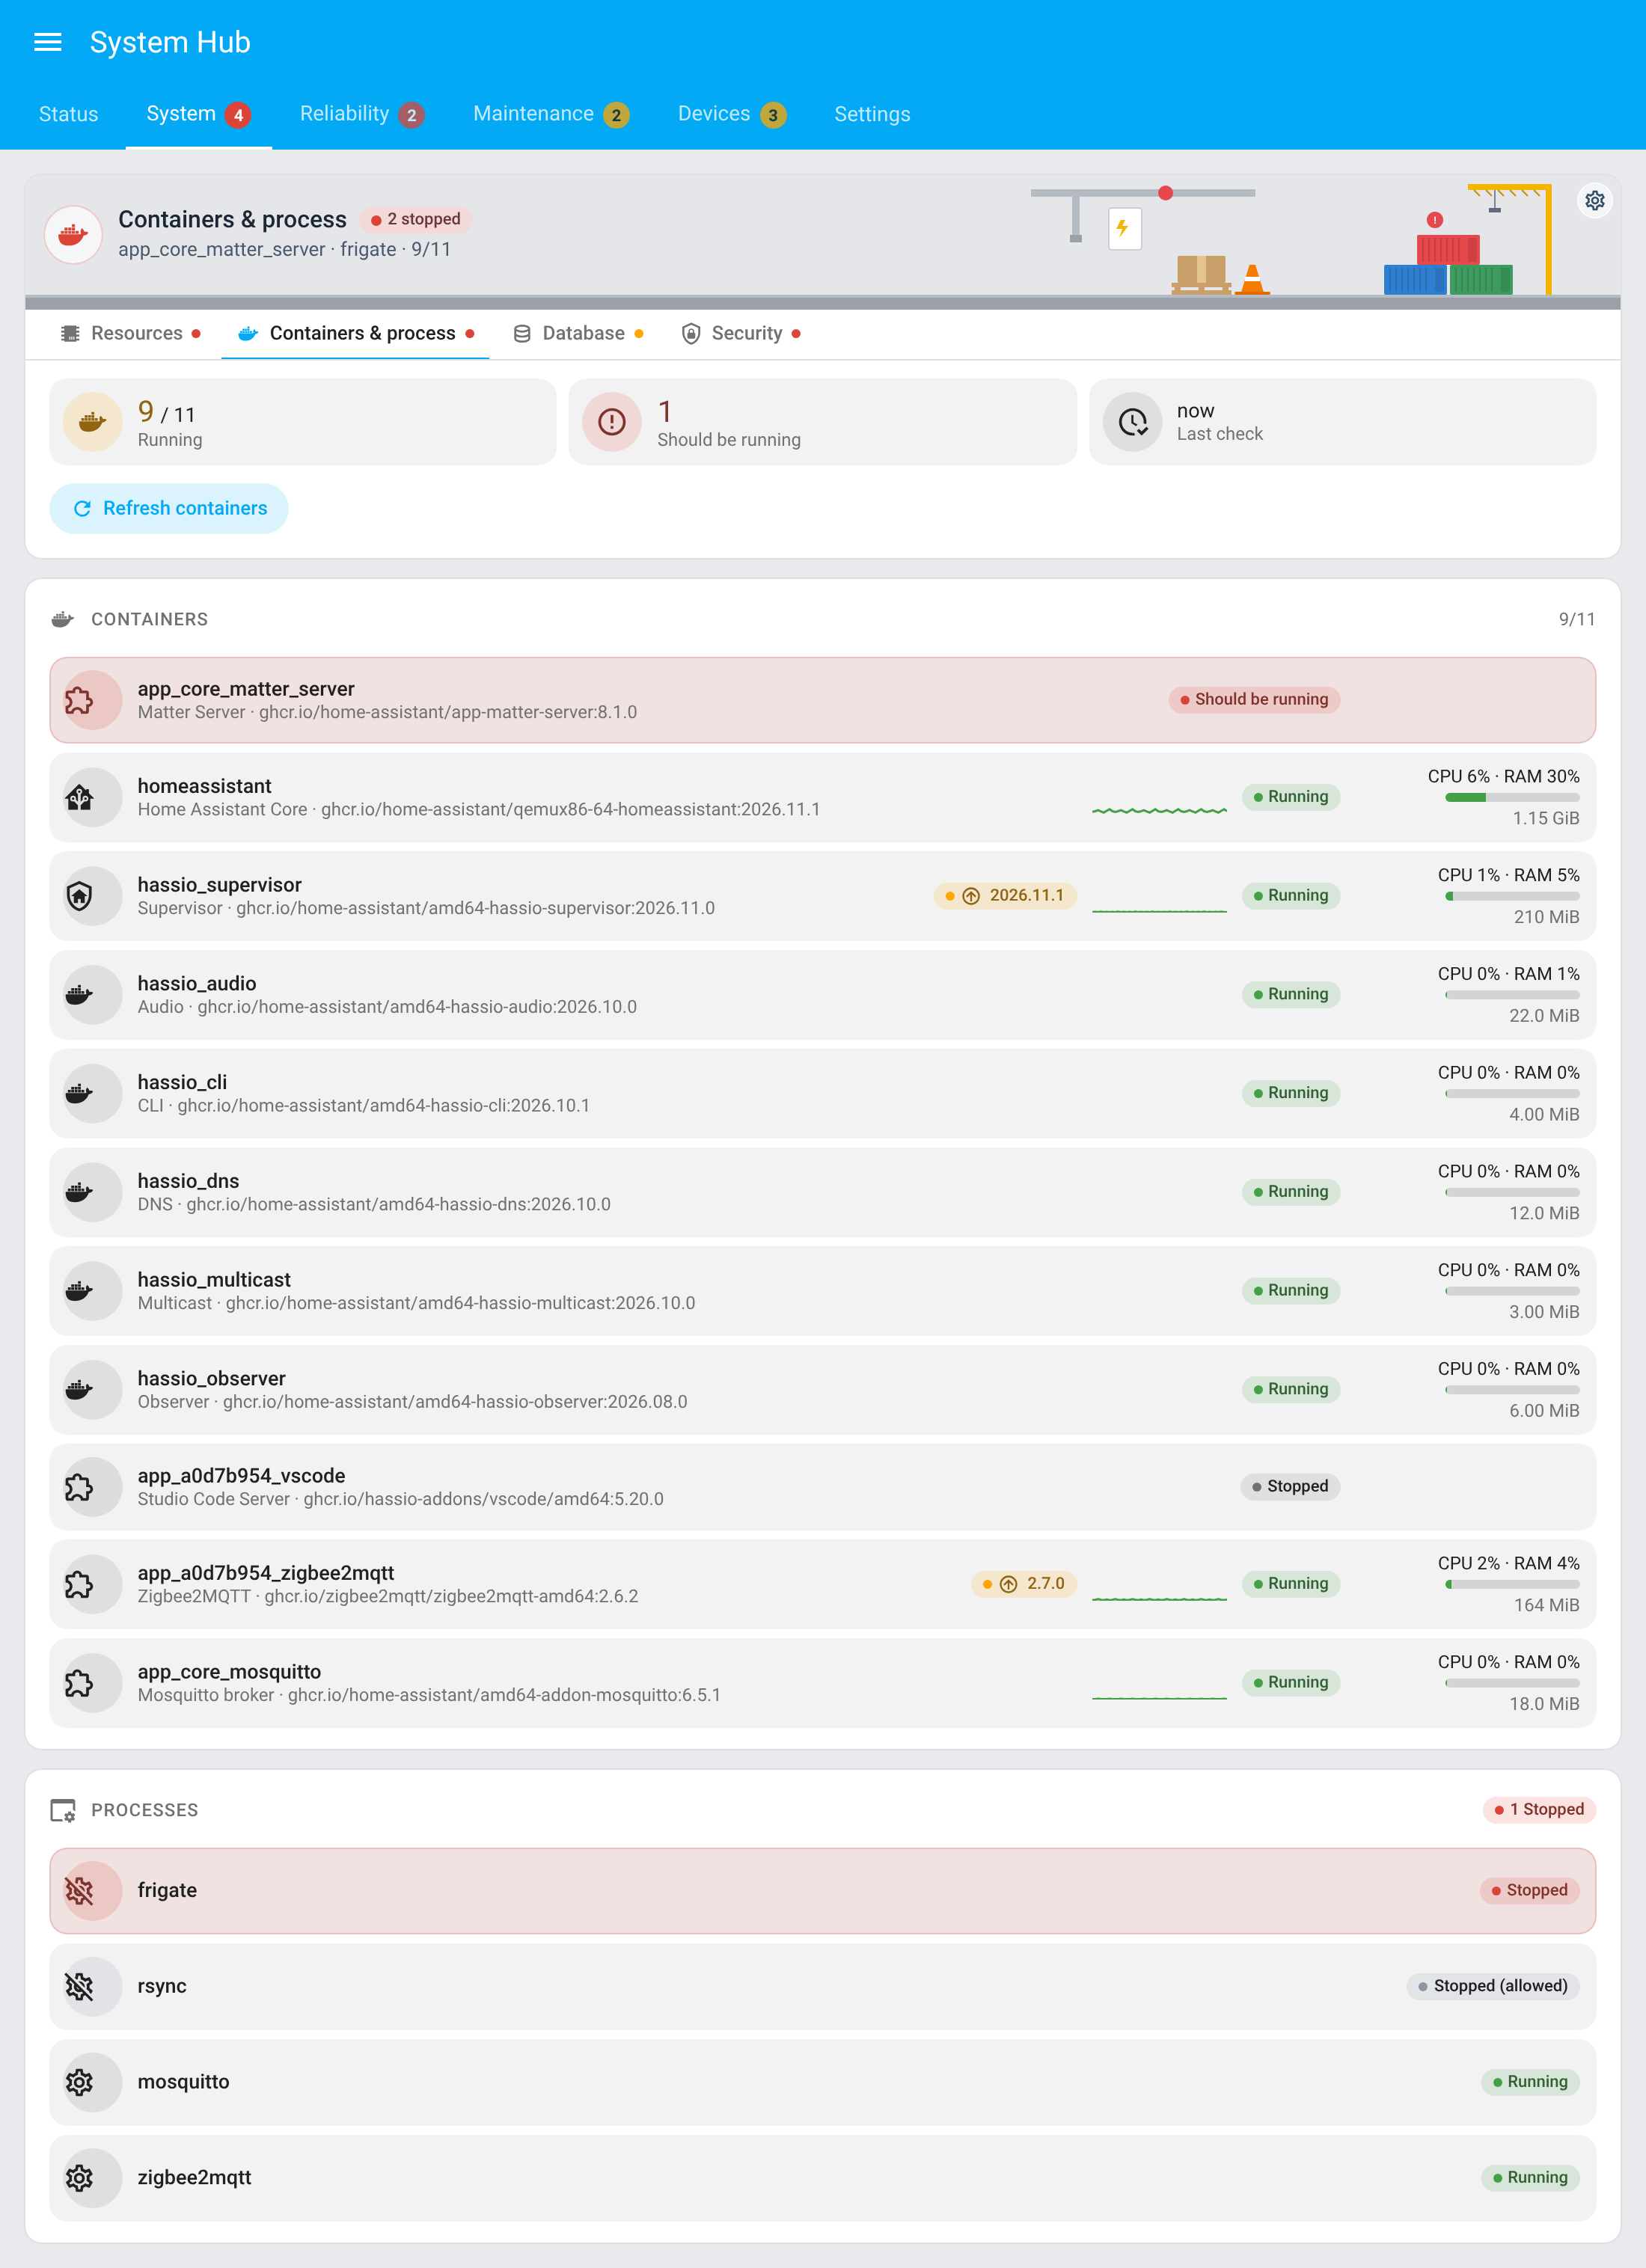 System Hub
Status
System 4
Reliability 2
Maintenance 2
Devices 3
Settings
Containers & process 2 stopped
app_core_matter_server · frigate · 9/11
Resources
Containers & process
Database
Security
9 / 11
Running
1
Should be running
now
Last check
Refresh containers
CONTAINERS
9/11
app_core_matter_server
Matter Server · ghcr.io/home-assistant/app-matter-server:8.1.0
Should be running
homeassistant
Home Assistant Core · ghcr.io/home-assistant/qemux86-64-homeassistant:2026.11.1
Running
CPU 6% · RAM 30%
1.15 GiB
hassio_supervisor
Supervisor · ghcr.io/home-assistant/amd64-hassio-supervisor:2026.11.0
2026.11.1
Running
CPU 1% · RAM 5%
210 MiB
hassio_audio
Audio · ghcr.io/home-assistant/amd64-hassio-audio:2026.10.0
Running
CPU 0% · RAM 1%
22.0 MiB
hassio_cli
CLI · ghcr.io/home-assistant/amd64-hassio-cli:2026.10.1
Running
CPU 0% · RAM 0%
4.00 MiB
hassio_dns
DNS · ghcr.io/home-assistant/amd64-hassio-dns:2026.10.0
Running
CPU 0% · RAM 0%
12.0 MiB
hassio_multicast
Multicast · ghcr.io/home-assistant/amd64-hassio-multicast:2026.10.0
Running
CPU 0% · RAM 0%
3.00 MiB
hassio_observer
Observer · ghcr.io/home-assistant/amd64-hassio-observer:2026.08.0
Running
CPU 0% · RAM 0%
6.00 MiB
app_a0d7b954_vscode
Studio Code Server · ghcr.io/hassio-addons/vscode/amd64:5.20.0
Stopped
app_a0d7b954_zigbee2mqtt
Zigbee2MQTT · ghcr.io/zigbee2mqtt/zigbee2mqtt-amd64:2.6.2
2.7.0
Running
CPU 2% · RAM 4%
164 MiB
app_core_mosquitto
Mosquitto broker · ghcr.io/home-assistant/amd64-addon-mosquitto:6.5.1
Running
CPU 0% · RAM 0%
18.0 MiB
PROCESSES
1 Stopped
frigate
Stopped
rsync
Stopped (allowed)
mosquitto
Running
zigbee2mqtt
Running